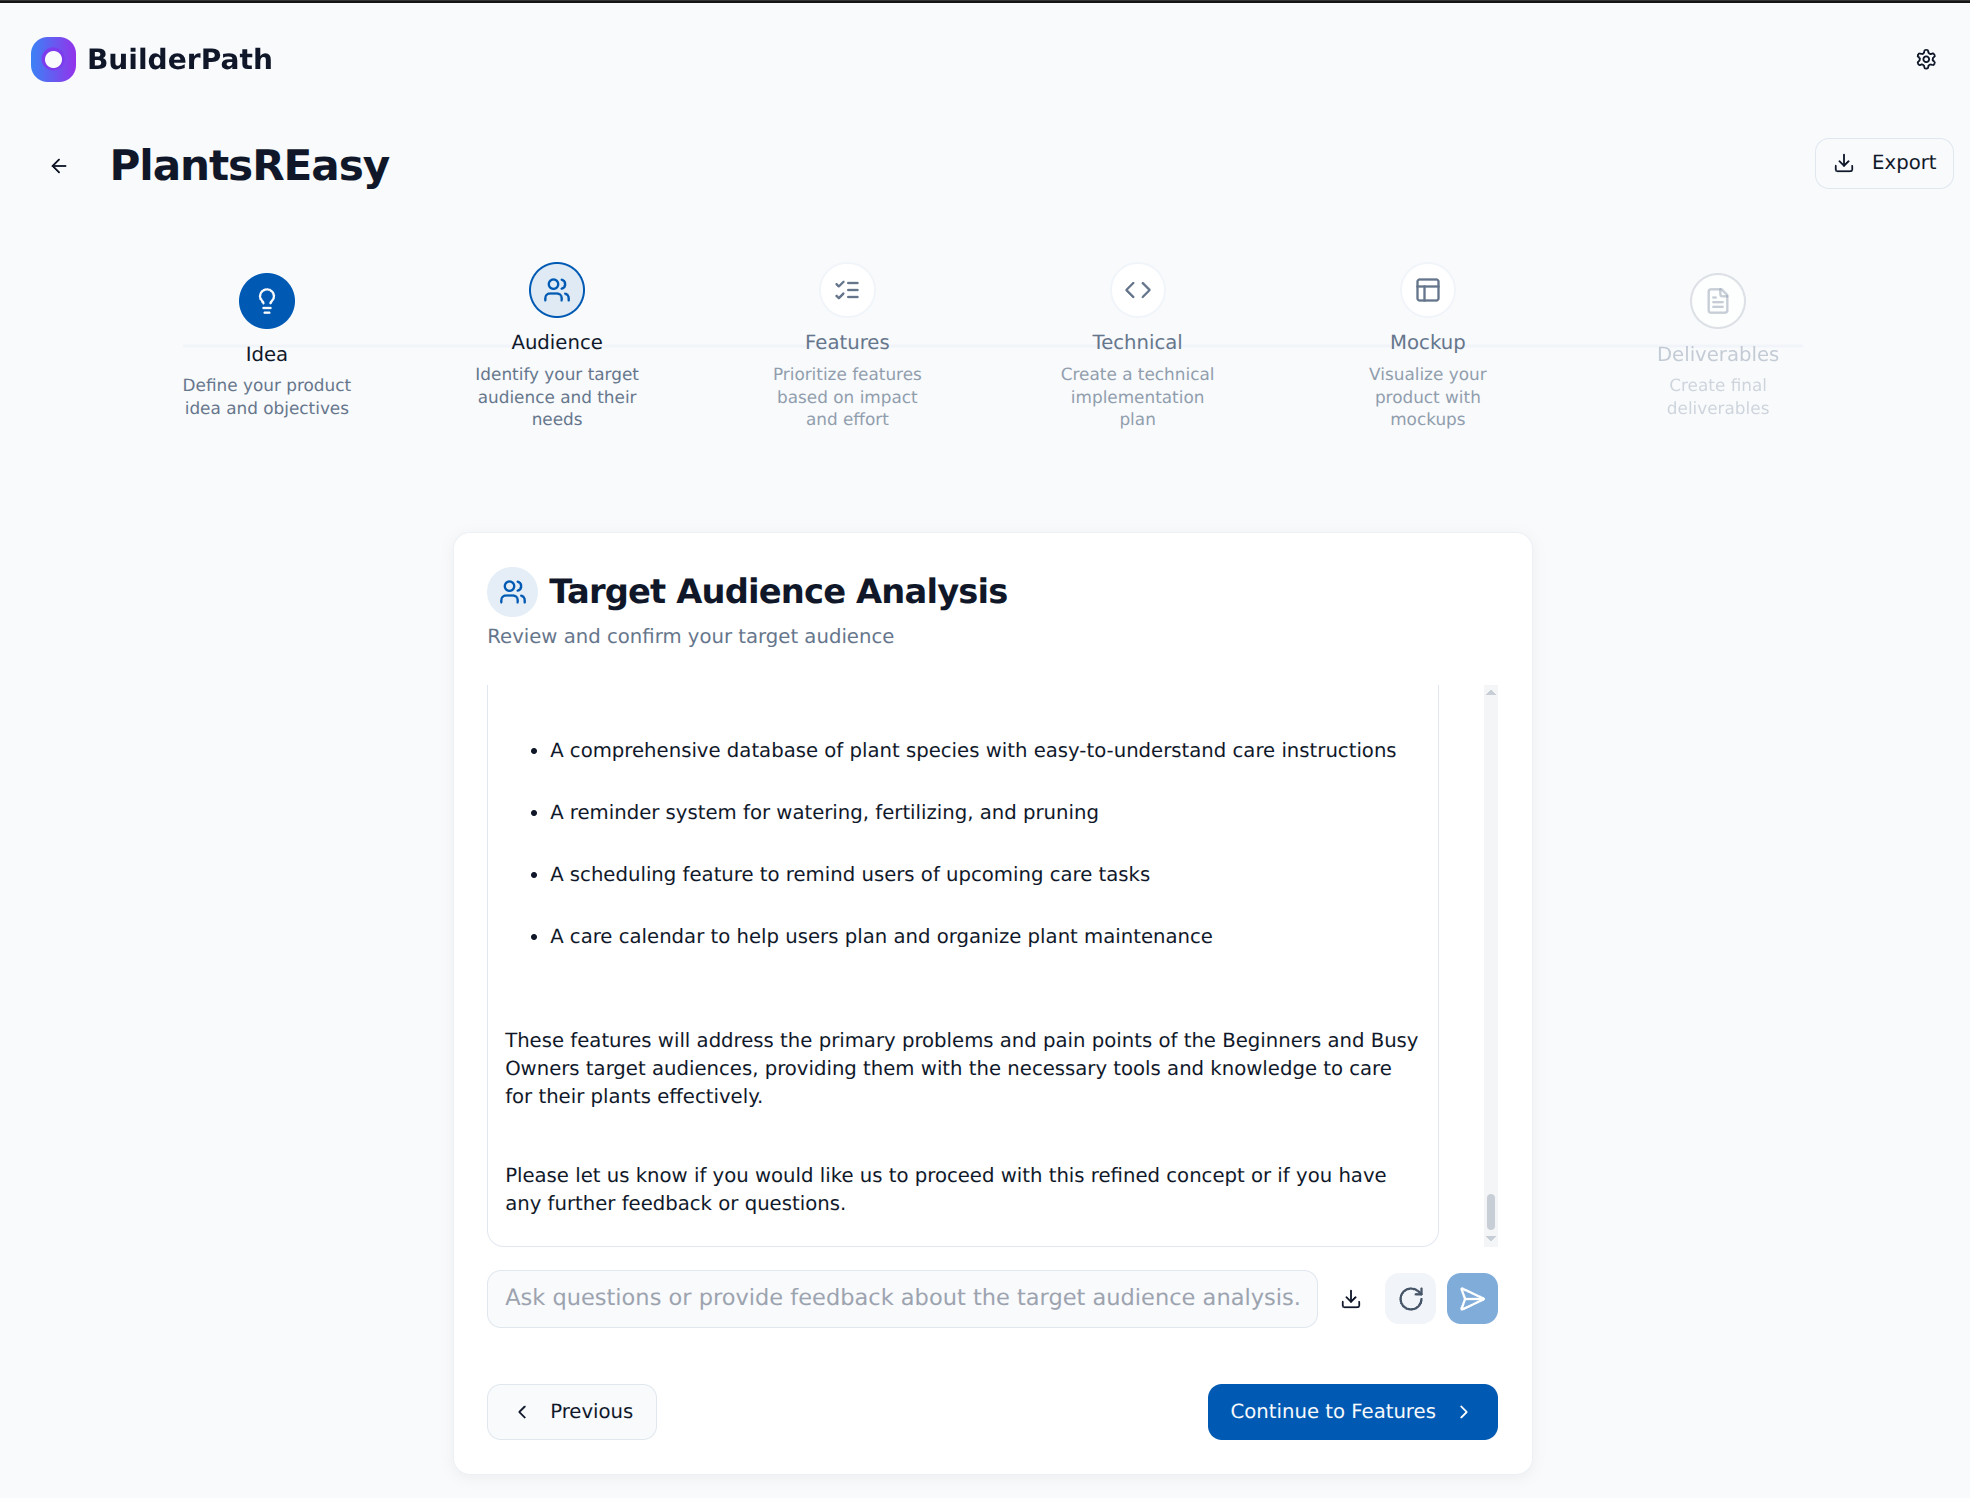 BuilderPath
PlantsREasy
Export
Idea
Define your product
idea and objectives
Audience
Identify your target
audience and their
needs
Features
Prioritize features
based on impact
and effort
Technical
Create a technical
implementation
plan
Mockup
Visualize your
product with
mockups
Deliverables
Create final
deliverables
Target Audience Analysis
Review and confirm your target audience
• A comprehensive database of plant species with easy-to-understand care instructions
• A reminder system for watering, fertilizing, and pruning
• A scheduling feature to remind users of upcoming care tasks
• A care calendar to help users plan and organize plant maintenance
These features will address the primary problems and pain points of the Beginners and Busy
Owners target audiences, providing them with the necessary tools and knowledge to care
for their plants effectively.
Please let us know if you would like us to proceed with this refined concept or if you have
any further feedback or questions.
Ask questions or provide feedback about the target audience analysis.
Previous
Continue to Features